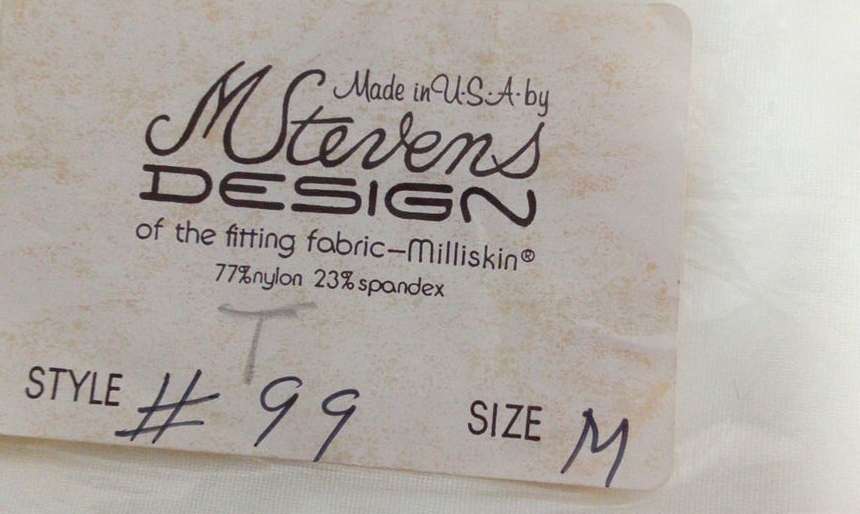 Made in U.S.A. by
M Stevens
DESIGN
of the fitting fabric—Milliskin®
77% nylon 23% spandex
T
STYLE # 99 SIZE M